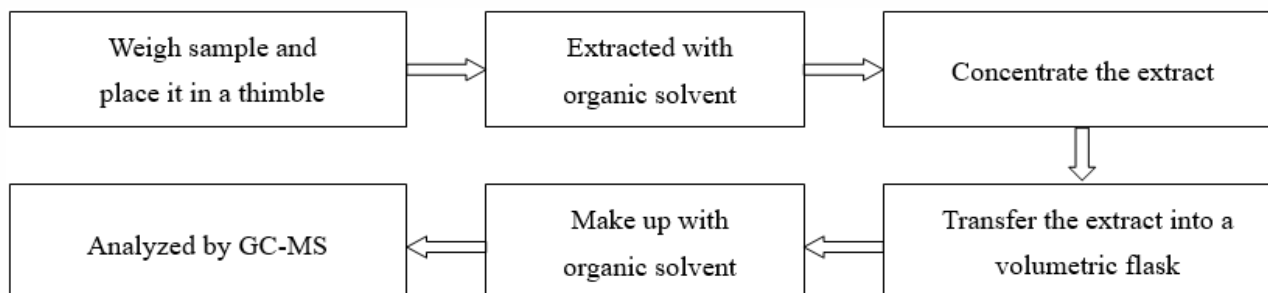 Weigh sample and
place it in a thimble
Extracted with
organic solvent
Concentrate the extract
Transfer the extract into a
volumetric flask
Make up with
organic solvent
Analyzed by GC-MS